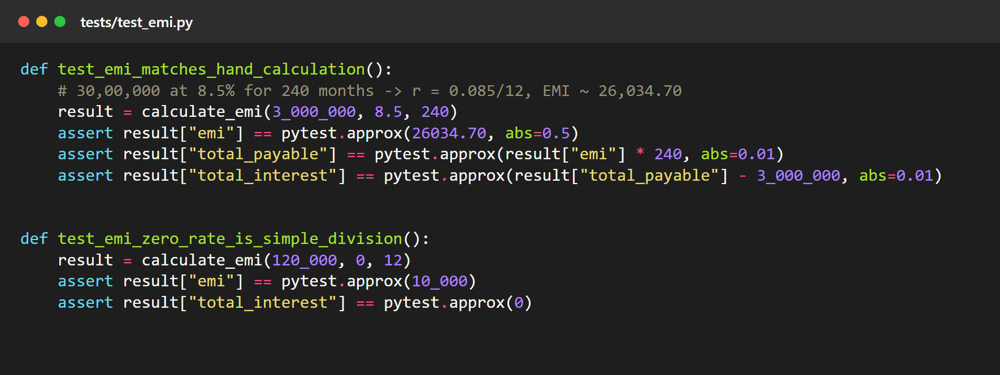 tests/test_emi.py
def test_emi_matches_hand_calculation():
    # 30,00,000 at 8.5% for 240 months -> r = 0.085/12, EMI ~ 26,034.70
    result = calculate_emi(3_000_000, 8.5, 240)
    assert result["emi"] == pytest.approx(26034.70, abs=0.5)
    assert result["total_payable"] == pytest.approx(result["emi"] * 240, abs=0.01)
    assert result["total_interest"] == pytest.approx(result["total_payable"] - 3_000_000, abs=0.01)
def test_emi_zero_rate_is_simple_division():
    result = calculate_emi(120_000, 0, 12)
    assert result["emi"] == pytest.approx(10_000)
    assert result["total_interest"] == pytest.approx(0)